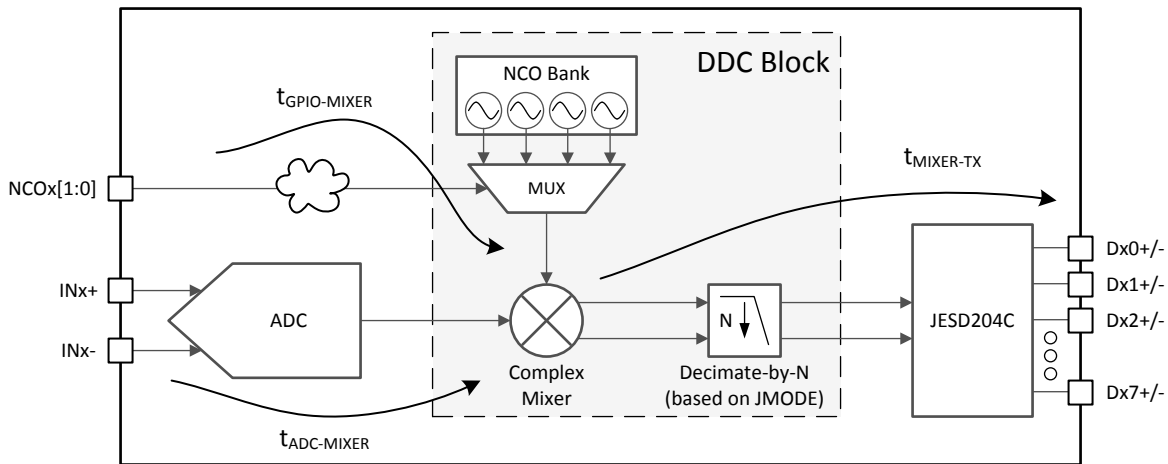 DDC Block
NCO Bank
tGPIO-MIXER
tMIXER-TX
NCOx[1:0]
MUX
Dx0+/-
INx+
Dx1+/-
ADC
N
JESD204C
Dx2+/-
INx-
Complex
Mixer
Decimate-by-N
(based on JMODE)
Dx7+/-
tADC-MIXER